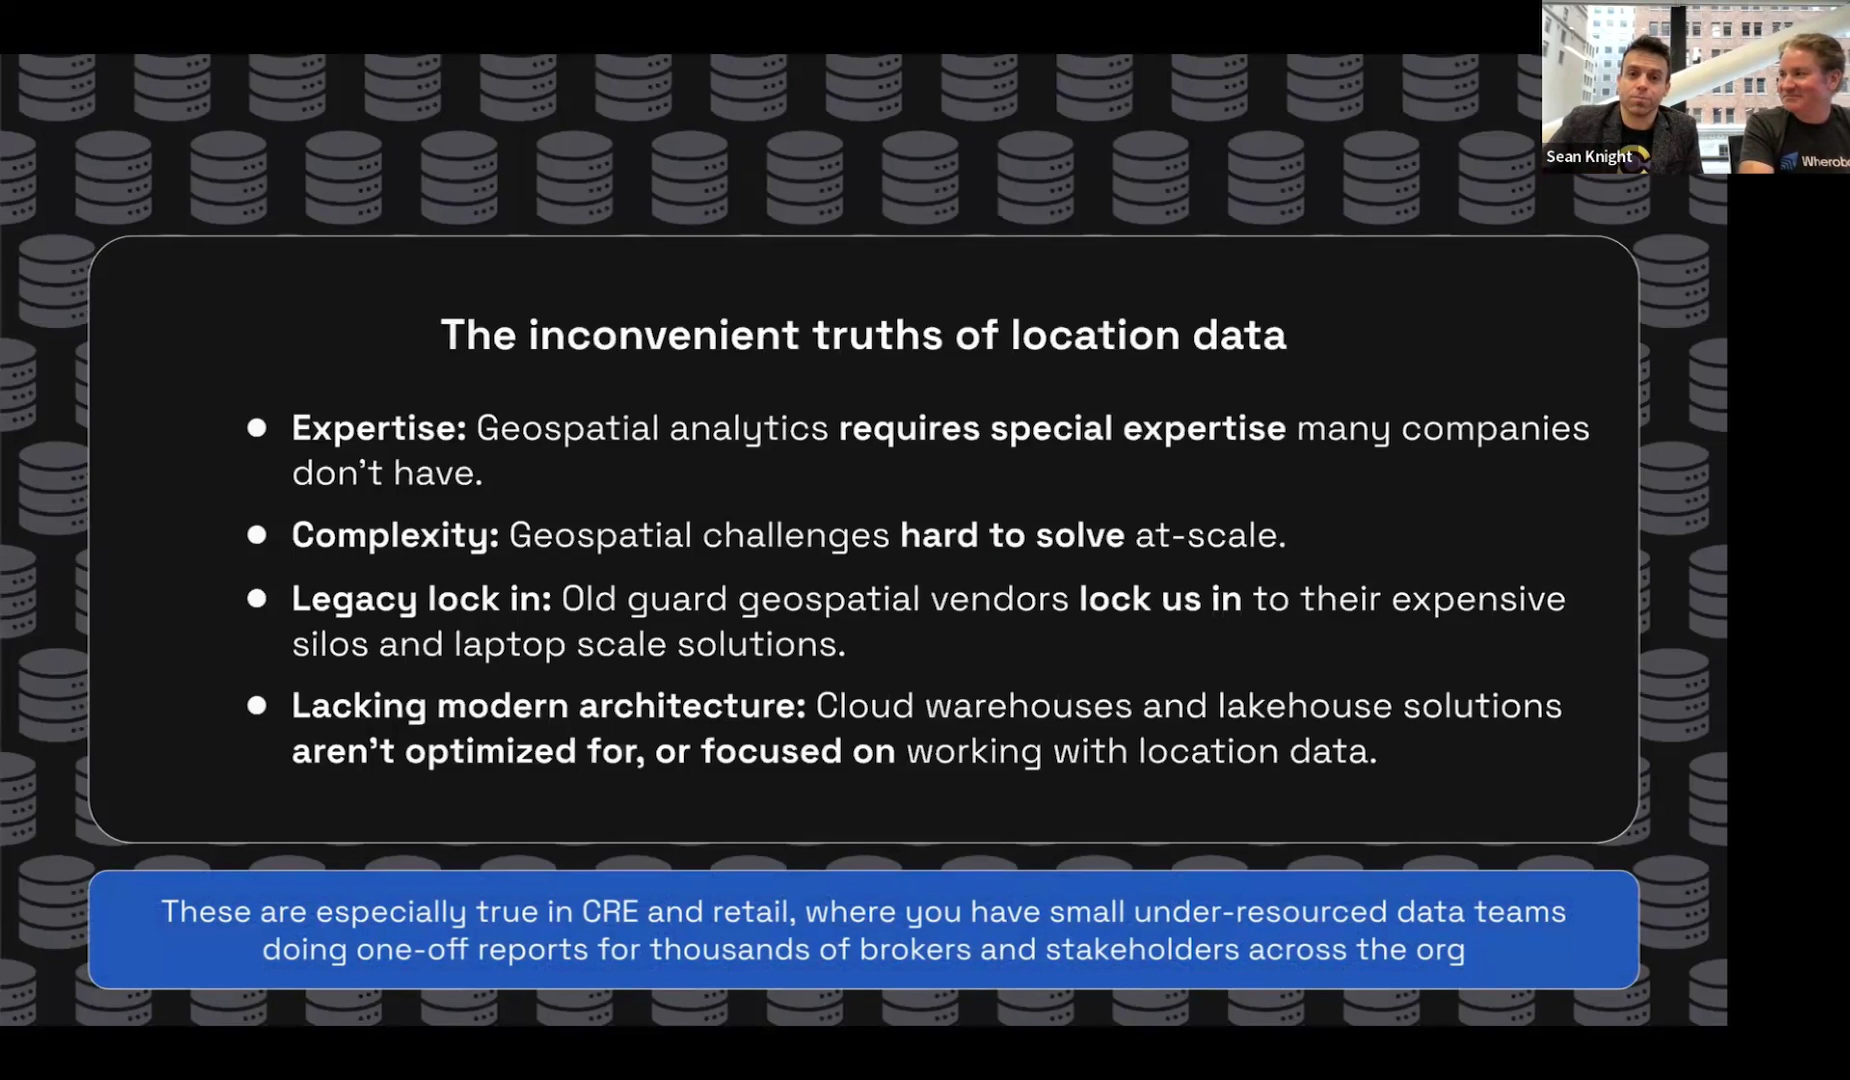 Sean Knight
The inconvenient truths of location data
Expertise: Geospatial analytics requires special expertise many companies
don't have.
Complexity: Geospatial challenges hard to solve at-scale.
Legacy lock in: Old guard geospatial vendors lock us in to their expensive
silos and laptop scale solutions.
Lacking modern architecture: Cloud warehouses and lakehouse solutions
aren't optimized for, or focused on working with location data.
These are especially true in CRE and retail, where you have small under-resourced data teams
doing one-off reports for thousands of brokers and stakeholders across the org